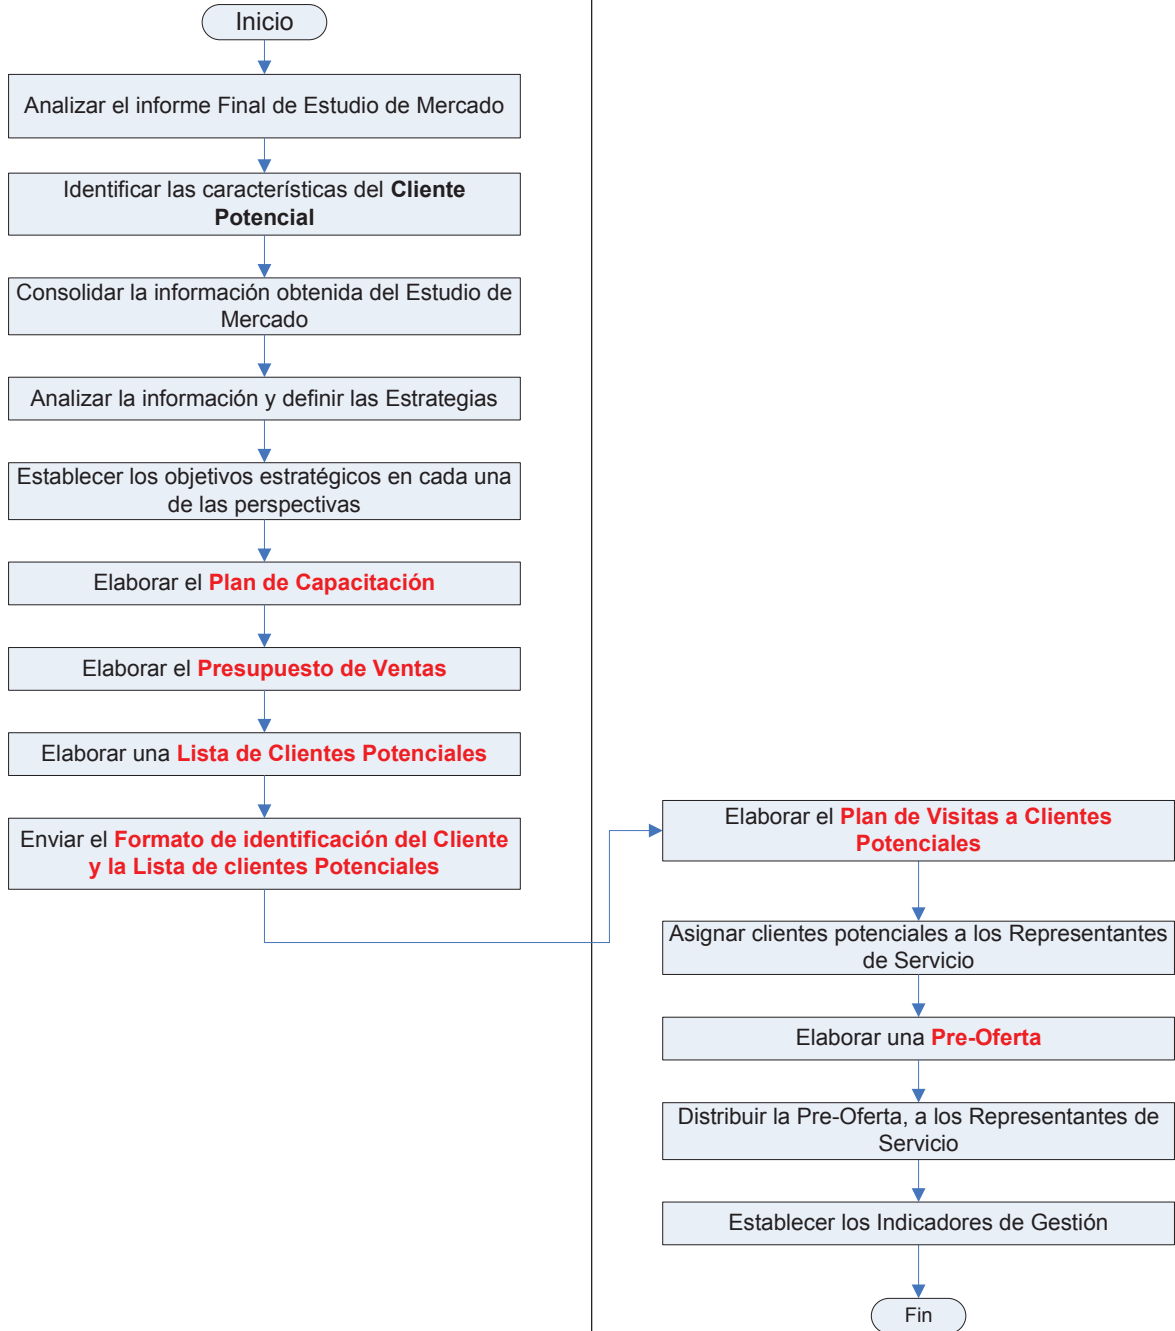 Inicio
Analizar el informe Final de Estudio de Mercado
Identificar las características del Cliente
Potencial
Consolidar la información obtenida del Estudio de
Mercado
Analizar la información y definir las Estrategias
Establecer los objetivos estratégicos en cada una
de las perspectivas
Elaborar el Plan de Capacitación
Elaborar el Presupuesto de Ventas
Elaborar una Lista de Clientes Potenciales
Enviar el Formato de identificación del Cliente
y la Lista de clientes Potenciales
Elaborar el Plan de Visitas a Clientes
Potenciales
Asignar clientes potenciales a los Representantes
de Servicio
Elaborar una Pre-Oferta
Distribuir la Pre-Oferta, a los Representantes de
Servicio
Establecer los Indicadores de Gestión
Fin